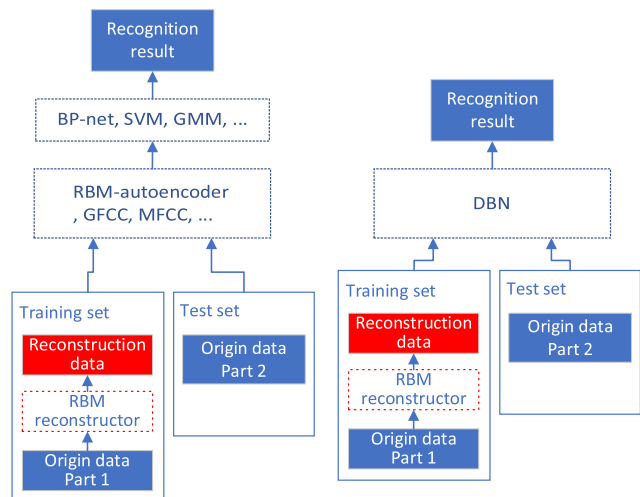 Recognition
result
BP-net, SVM, GMM, ...
RBM-autoencoder
, GFCC, MFCC, ...
Training set
Reconstruction
data
RBM
reconstructor
Origin data
Part 1
Test set
Origin data
Part 2
Recognition
result
DBN
Training set
Reconstruction
data
RBM
reconstructor
Origin data
Part 1
Test set
Origin data
Part 2